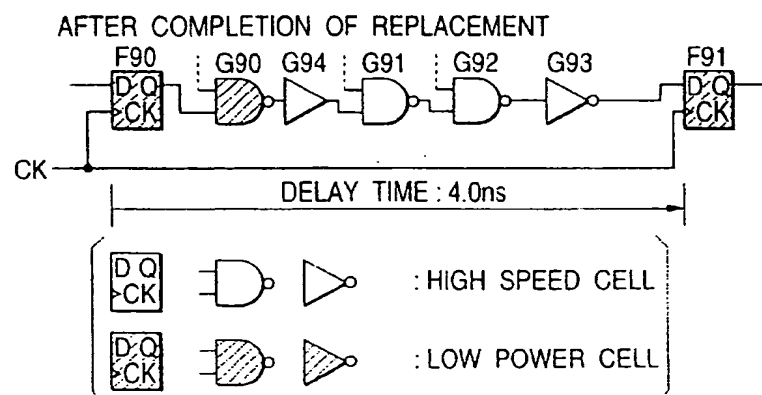 AFTER COMPLETION OF REPLACEMENT
F90 G90 G94 G91 G92 G93 F91
D Q D Q
CK CK
CK
DELAY TIME : 4.0ns
D Q
CK : HIGH SPEED CELL
D Q
CK : LOW POWER CELL